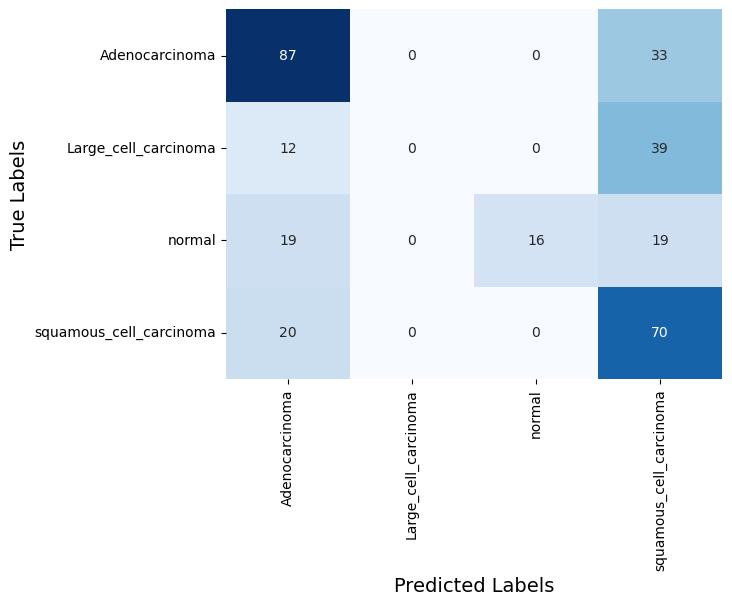 Adenocarcinoma 87 0 0 33
Large_cell_carcinoma 12 0 0 39
normal 19 0 16 19
squamous_cell_carcinoma 20 0 0 70
True Labels
Adenocarcinoma
Large_cell_carcinoma
normal
squamous_cell_carcinoma
Predicted Labels